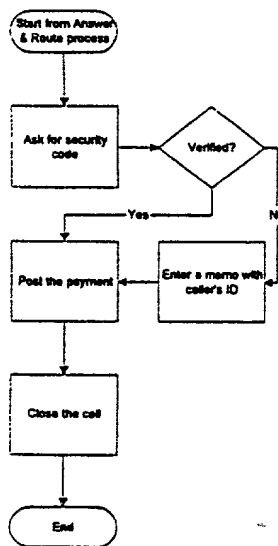 Start from Answer
& Route process
Ask for security
code
Verified?
Yes
N
Post the payment
Enter a memo with
caller's ID
Close the call
End